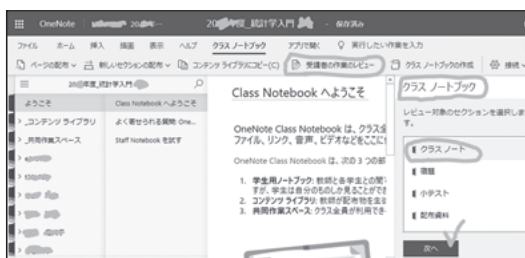 OneNote
年度_統計学入門 - 保存済み
ファイル ホーム 挿入 描画 表示 ヘルプ クラス ノートブック アプリで開く 実行したい作業を入力
ページの配布 新しいセクションの配布 コンテンツ ライブラリにコピー(C) 受講者の作業のレビュー クラス ノートブックの作成 接続
年度_統計学入門
ようこそ
_コンテンツ ライブラリ
_共同作業スペース
Class Notebook へようこそ
よく寄せられる質問: One...
Staff Notebook を試す
Class Notebook へようこそ
OneNote Class Notebook は、クラス全
ファイル、リンク、音声、ビデオなどをここに
OneNote Class Notebook は、次の 3 つの部
1. 学生用ノートブック: 教師と各学生との間
すが、学生は自分のものしか見ることがで
2. コンテンツ ライブラリ: 教師が配布物を
3. 共同作業スペース: クラス全員が利用でき
クラス ノートブック
レビュー対象のセクションを選択しま
す。
クラス ノート
宿題
小テスト
配布資料
次へ